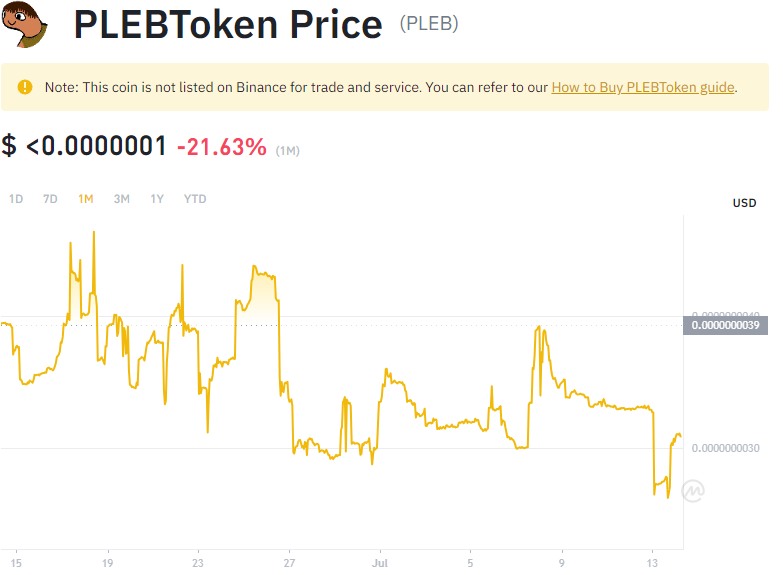 PLEBToken Price (PLEB)
Note: This coin is not listed on Binance for trade and service. You can refer to our How to Buy PLEBToken guide.
$ <0.0000001 -21.63% (1M)
1D 7D 1M 3M 1Y YTD
USD
0.0000000040
0.0000000039
0.0000000030
15 19 23 27 Jul 5 9 13